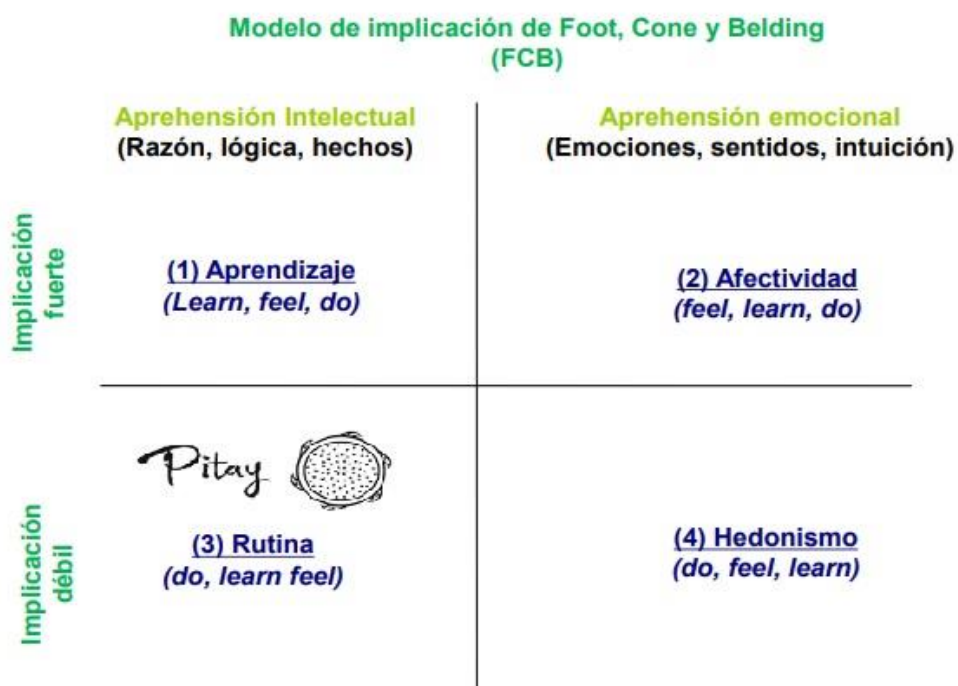 Modelo de implicación de Foot, Cone y Belding
(FCB)
Aprehensión Intelectual
(Razón, lógica, hechos)
Aprehensión emocional
(Emociones, sentidos, intuición)
Implicación
fuerte
(1) Aprendizaje
(Learn, feel, do)
(2) Afectividad
(feel, learn, do)
Pitay
Implicación
débil
(3) Rutina
(do, learn feel)
(4) Hedonismo
(do, feel, learn)